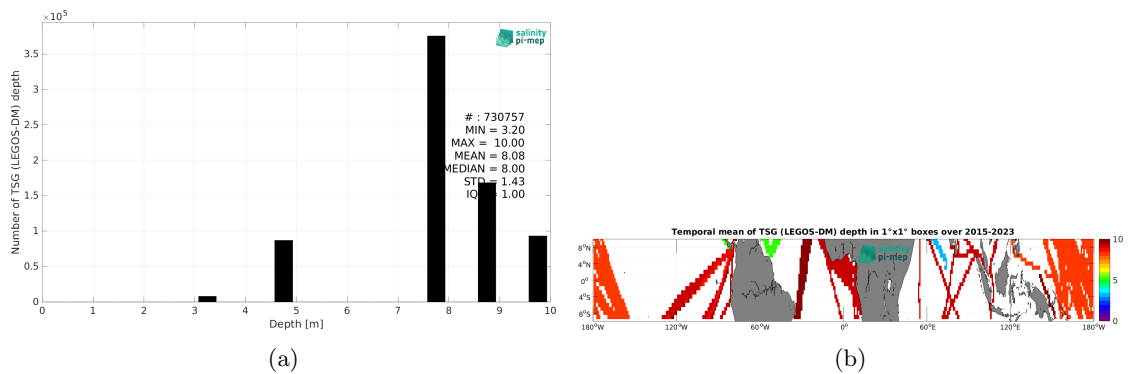 ×10^5
salinity
pi-mep
3.5
3
2.5
2
1.5
1
0.5
0
# : 730757
MIN = 3.20
MAX = 10.00
MEAN = 8.08
MEDIAN = 8.00
STD = 1.43
= 1.00
0 1 2 3 4 5 6 7 8 9 10
Depth [m]
Number of TSG (LEGOS-DM) depth
(a)
Temporal mean of TSG (LEGOS-DM) depth in 1°x1° boxes over 2015-2023
salinity
pi-mep
8°N
4°N
0°
4°S
8°S
180°W 120°W 60°W 0° 60°E 120°E 180°W
10
8
6
4
2
0
(b)